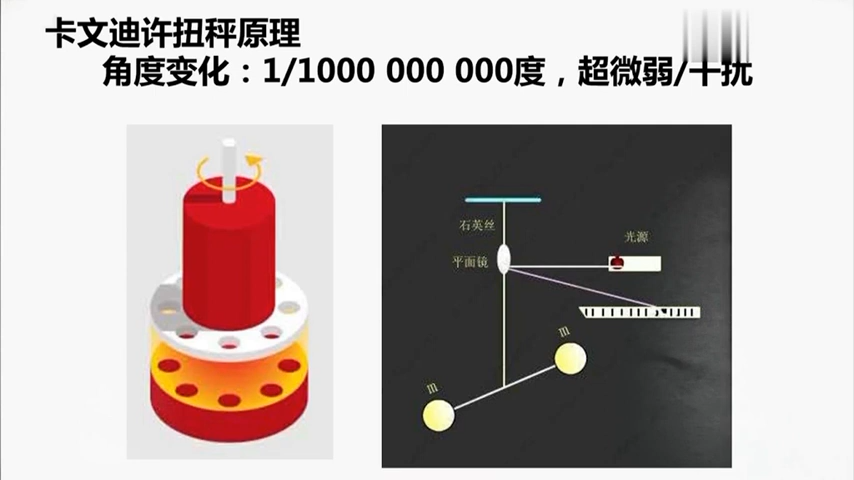 卡文迪许扭秤原理
角度变化：1/1000 000 000度，超微弱/干扰
石英丝
光源
平面镜
m
m